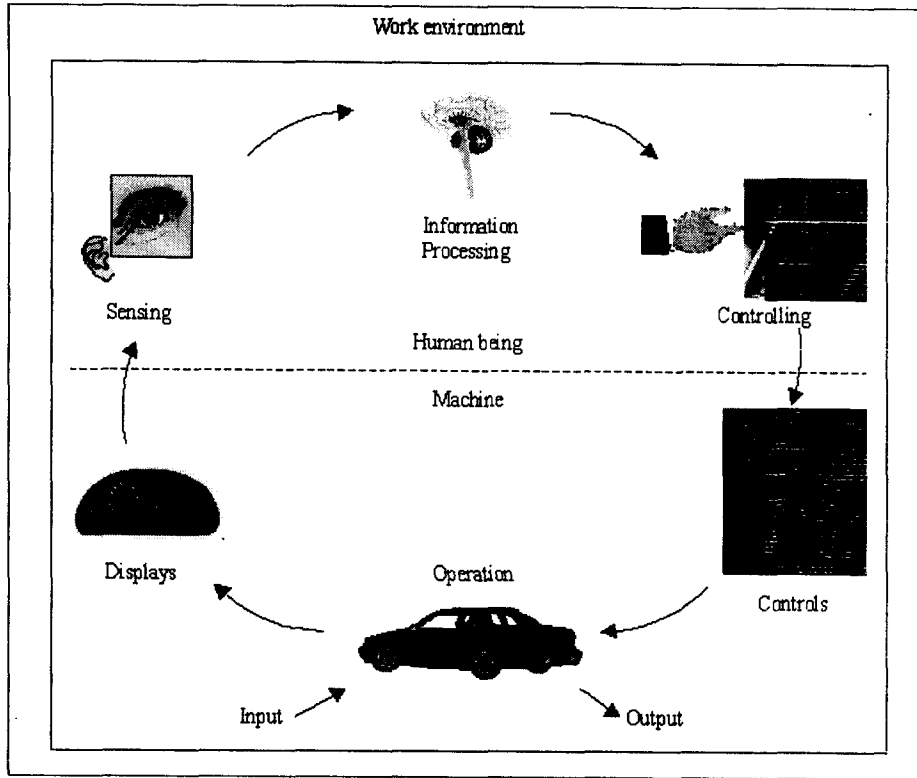 Work environment
Information
Processing
Sensing
Controlling
Human being
Machine
Displays
Operation
Controls
Input
Output